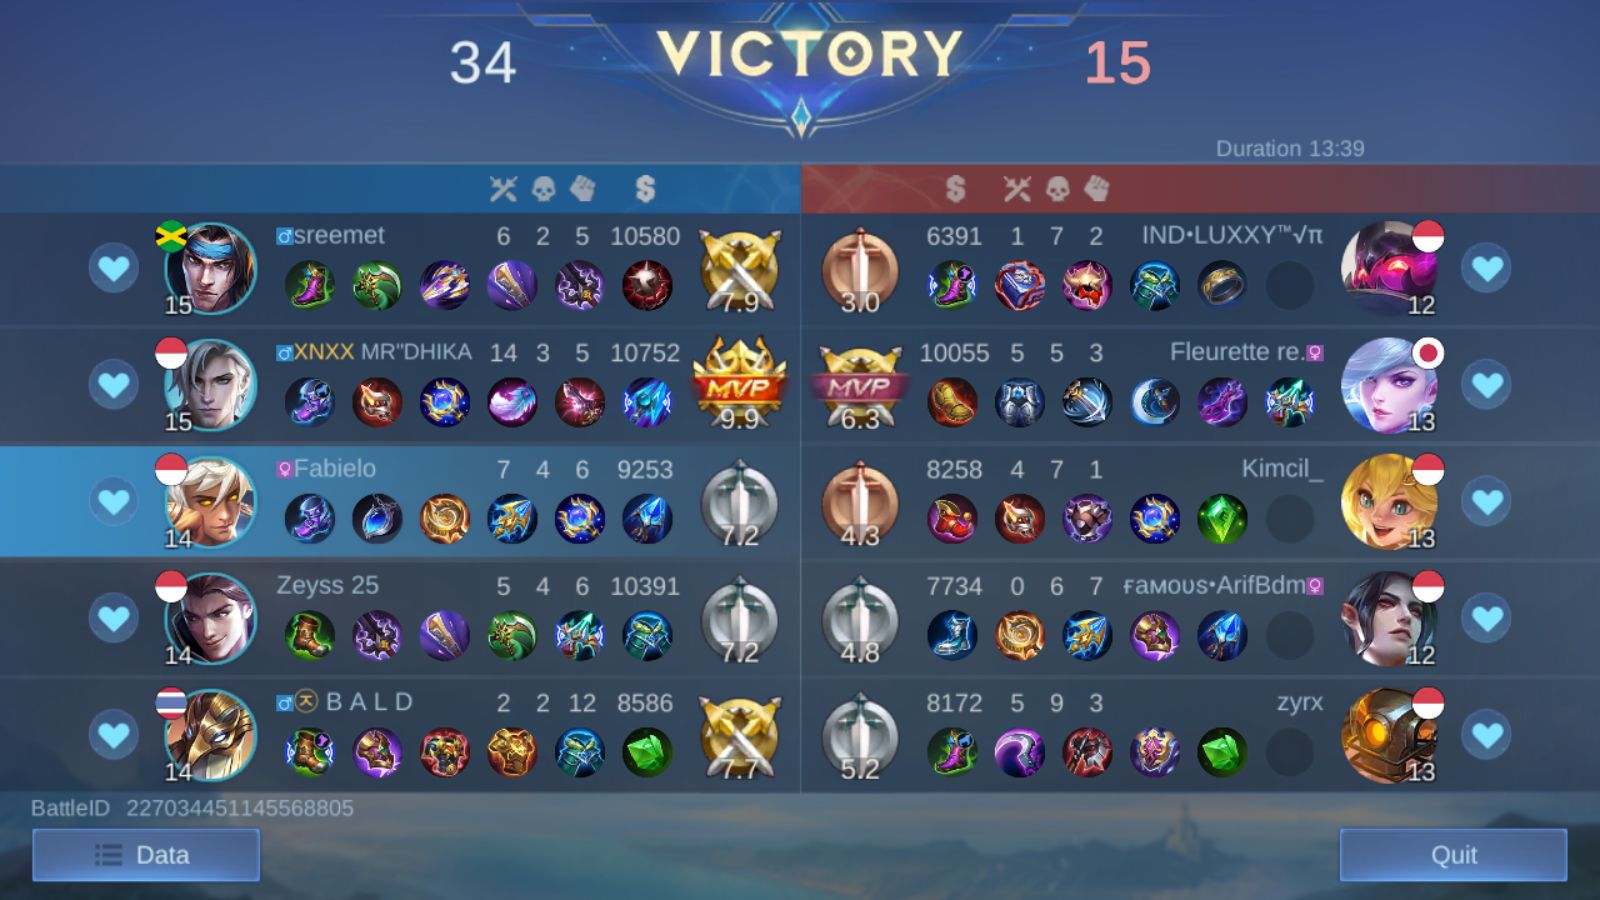 34 VICTORY 15
Duration 13:39
sreemet 6 2 5 10580 7.9 15
3.0 6391 1 7 2 IND•LUXXY™√π 12
XNXX MR"DHIKA 14 3 5 10752 MVP 9.9 15
MVP 6.3 10055 5 5 3 Fleurette re. 13
Fabielo 7 4 6 9253 7.2 14
4.3 8258 4 7 1 Kimcil_ 13
Zeyss 25 5 4 6 10391 7.2 14
4.8 7734 0 6 7 ғᴀᴍᴏᴜs•ArifBdm 12
㉨ B A L D 2 2 12 8586 7.7 14
5.2 8172 5 9 3 zyrx 13
BattleID 227034451145568805
Data
Quit